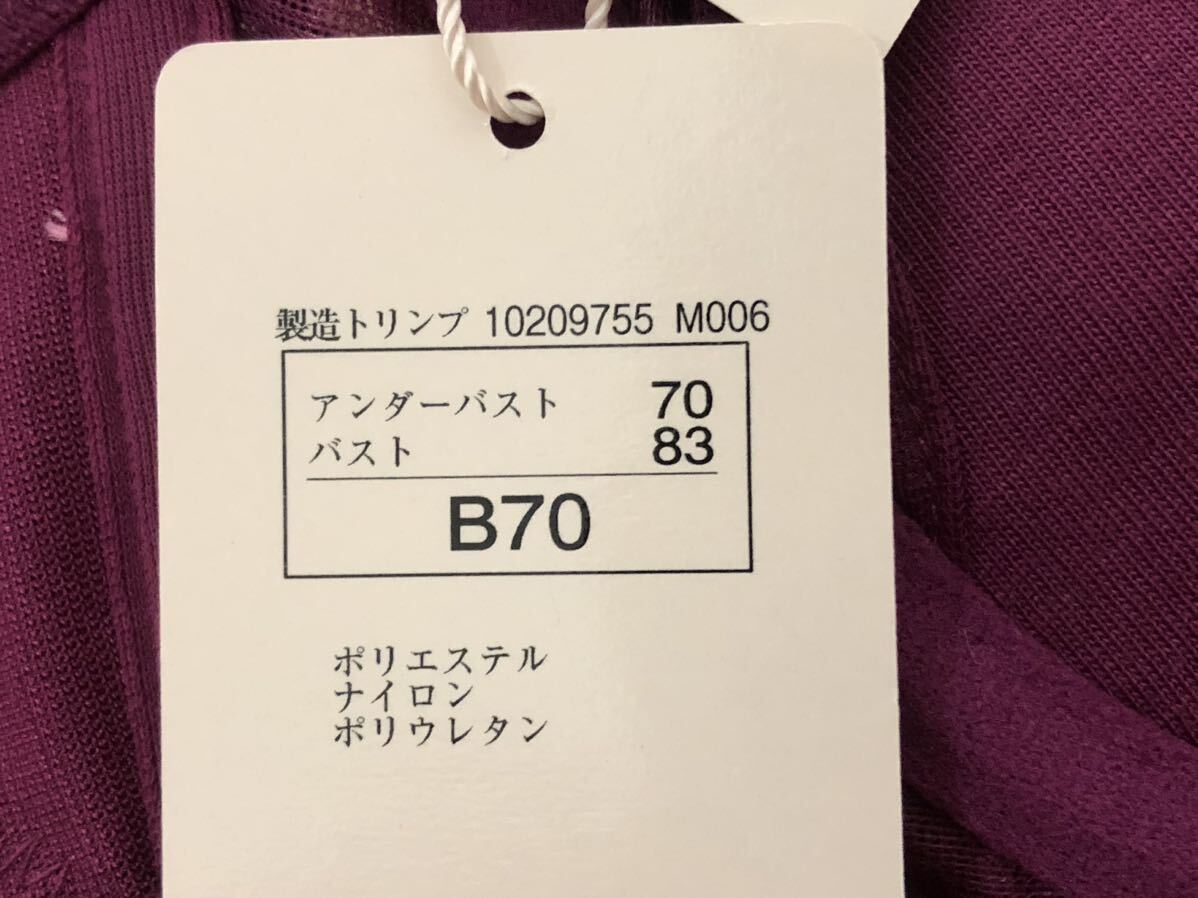 製造トリンプ 10209755 M006
アンダーバスト 70
バスト 83
B70
ポリエステル
ナイロン
ポリウレタン